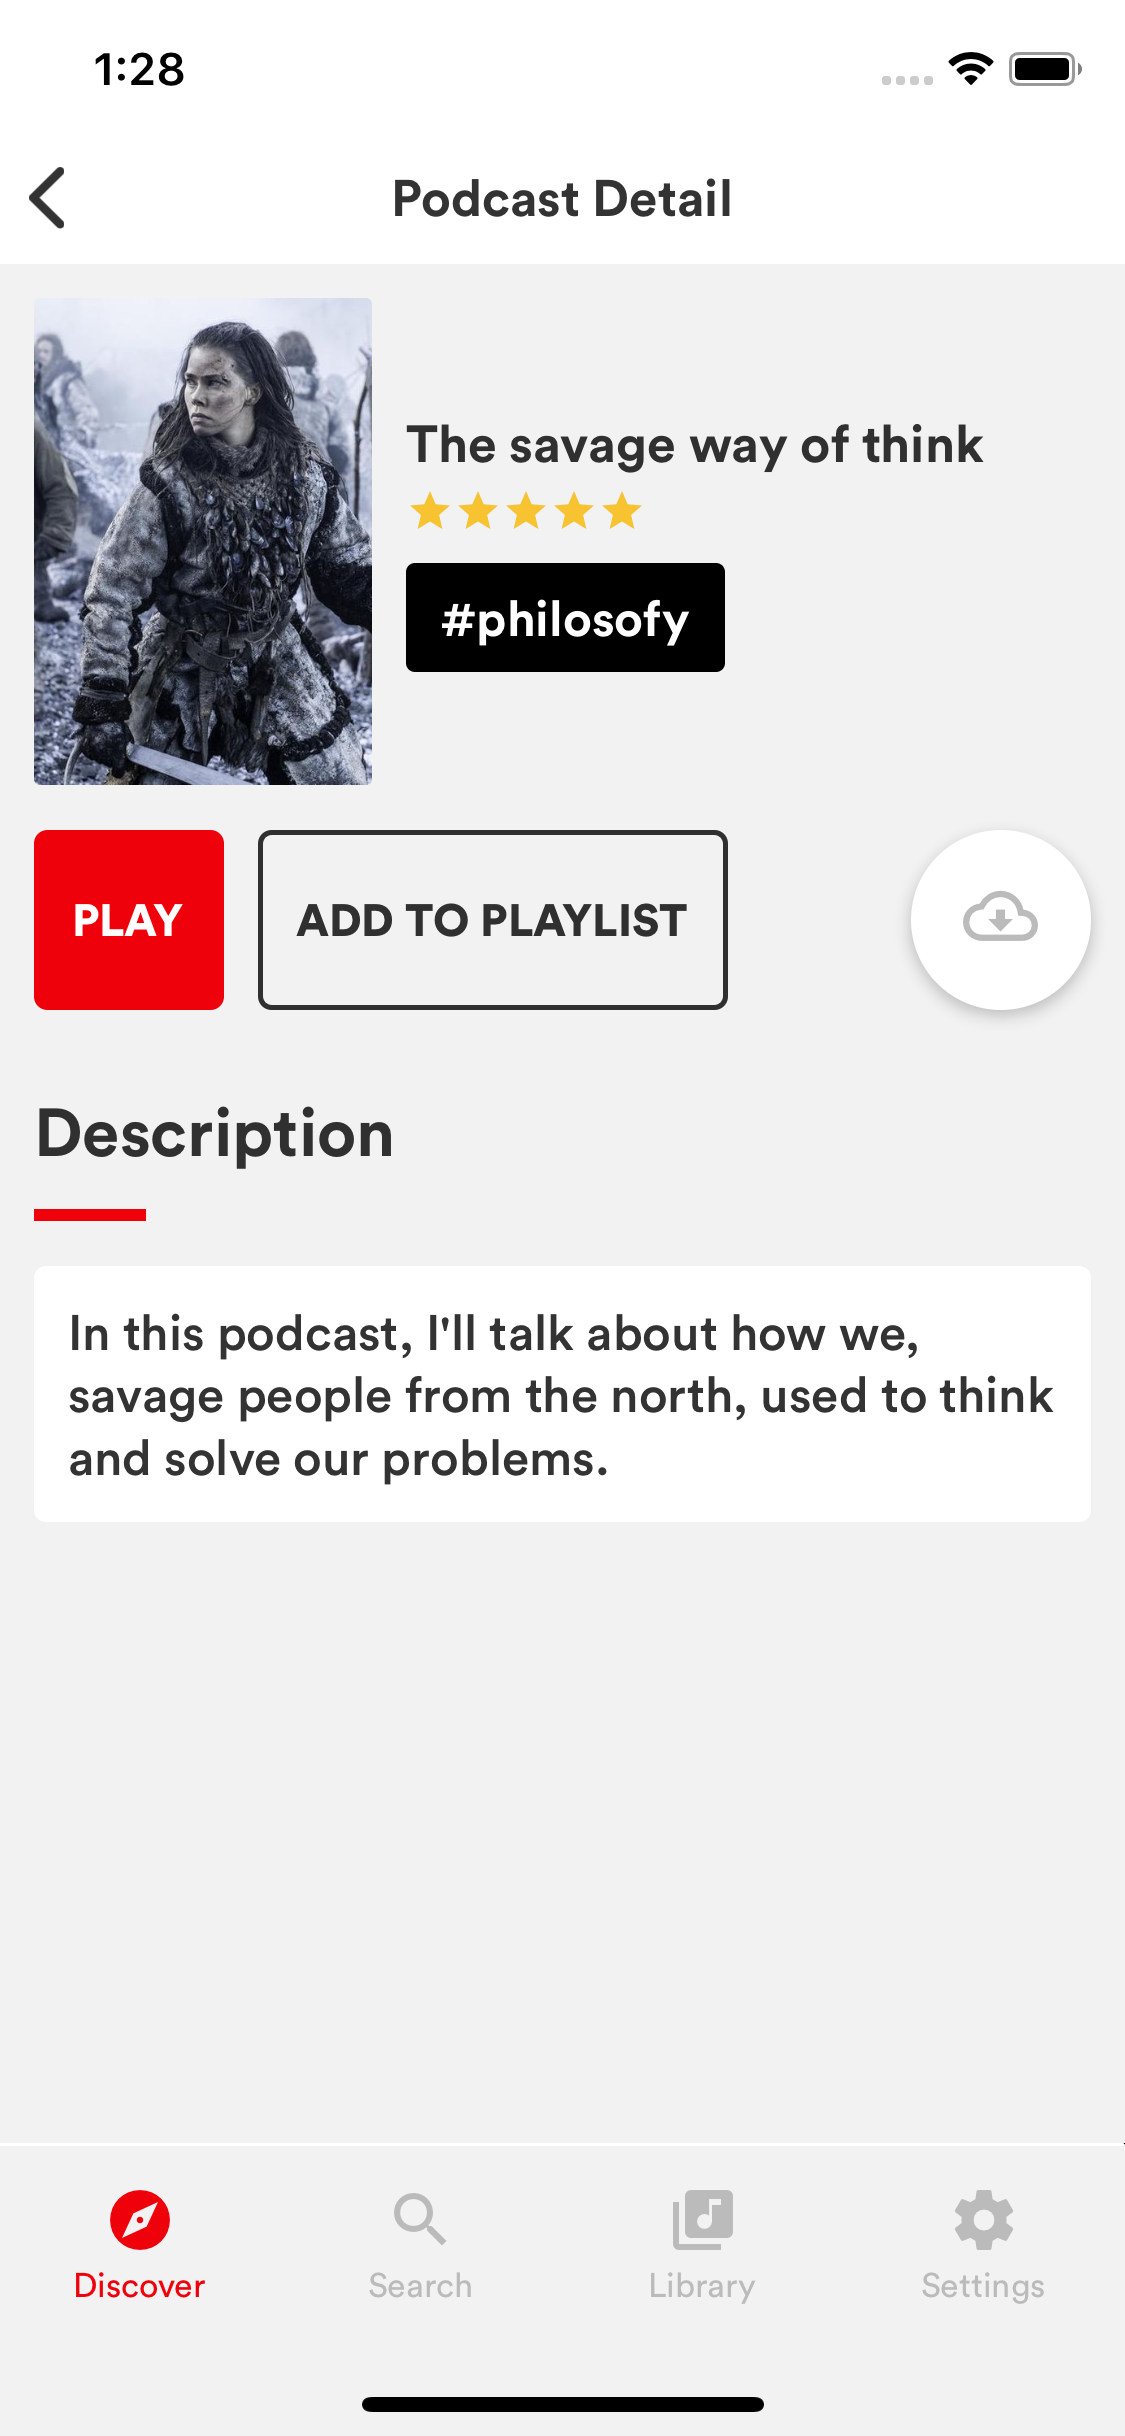 1:28
Podcast Detail
The savage way of think
#philosofy
PLAY
ADD TO PLAYLIST
Description
In this podcast, I'll talk about how we,
savage people from the north, used to think
and solve our problems.
Discover
Search
Library
Settings